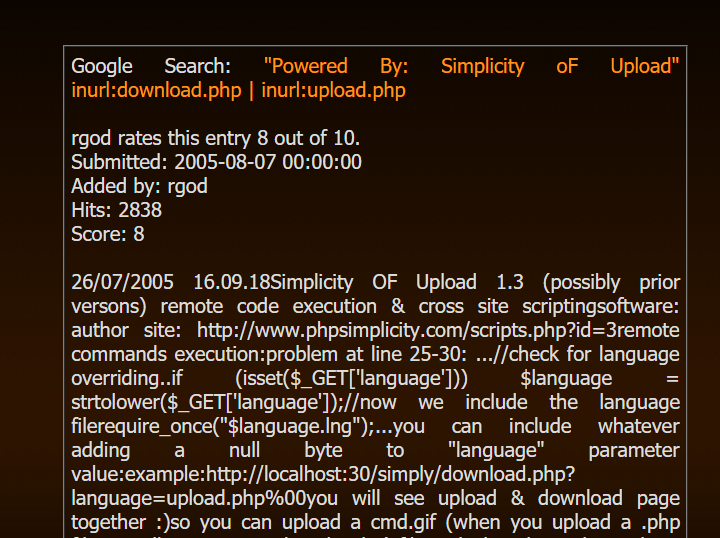 Google Search: "Powered By: Simplicity oF Upload"
inurl:download.php | inurl:upload.php
rgod rates this entry 8 out of 10.
Submitted: 2005-08-07 00:00:00
Added by: rgod
Hits: 2838
Score: 8
26/07/2005 16.09.18Simplicity OF Upload 1.3 (possibly prior
versons) remote code execution & cross site scriptingsoftware:
author site: http://www.phpsimplicity.com/scripts.php?id=3remote
commands execution:problem at line 25-30: ...//check for language
overriding..if (isset($_GET['language'])) $language =
strtolower($_GET['language']);//now we include the language
filerequire_once("$language.lng");...you can include whatever
adding a null byte to "language" parameter
value:example:http://localhost:30/simply/download.php?
language=upload.php%00you will see upload & download page
together :)so you can upload a cmd.gif (when you upload a .php